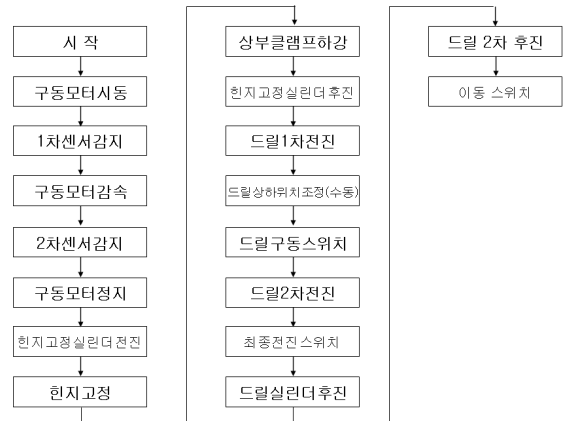 시 작
구동모터시동
1차센서감지
구동모터감속
2차센서감지
구동모터정지
힌지고정실린더전진
힌지고정
상부클램프하강
힌지고정실린더후진
드릴1차전진
드릴상하위치조정(수동)
드릴구동스위치
드릴2차전진
최종전진스위치
드릴실린더후진
드릴 2차 후진
이동 스위치